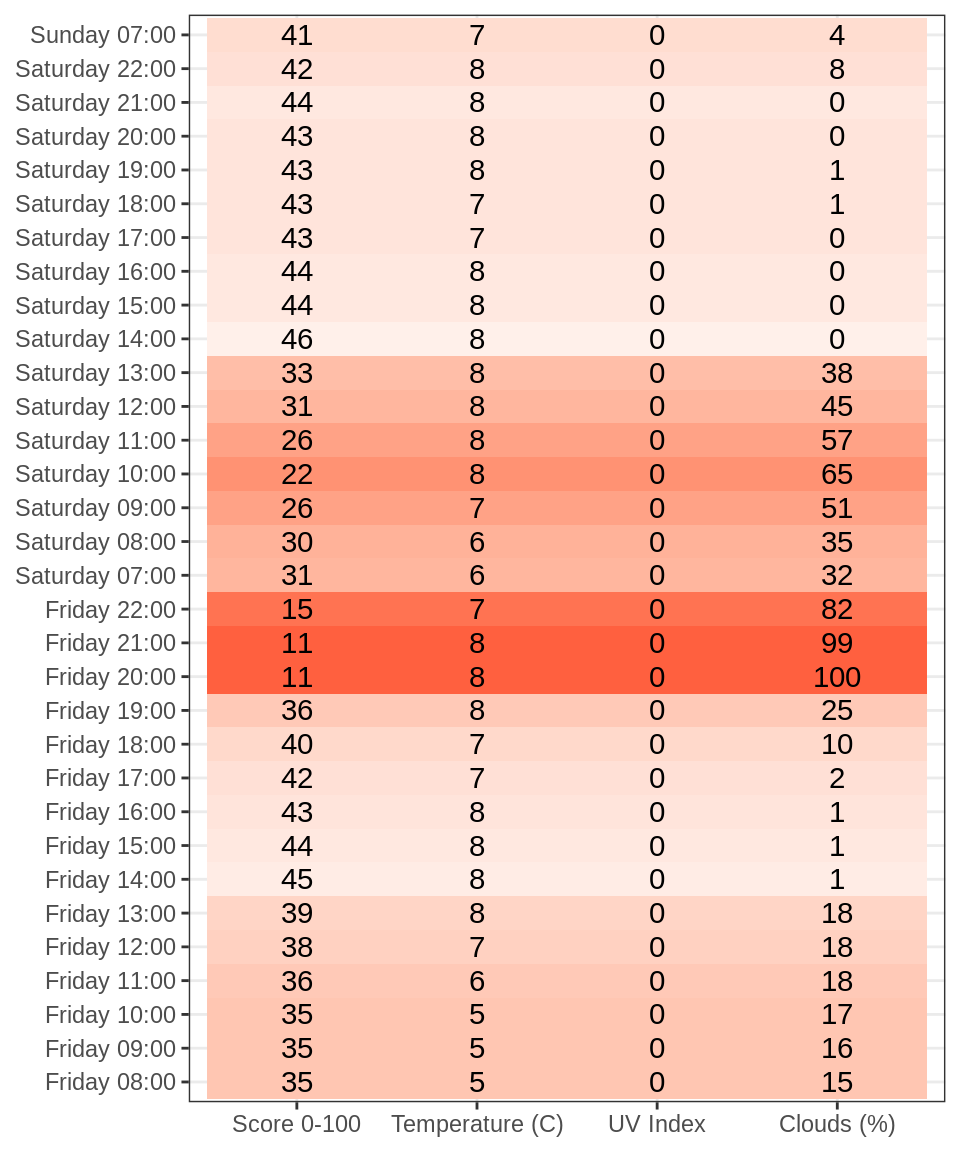 Sunday 07:00 41 7 0 4
Saturday 22:00 42 8 0 8
Saturday 21:00 44 8 0 0
Saturday 20:00 43 8 0 0
Saturday 19:00 43 8 0 1
Saturday 18:00 43 7 0 1
Saturday 17:00 43 7 0 0
Saturday 16:00 44 8 0 0
Saturday 15:00 44 8 0 0
Saturday 14:00 46 8 0 0
Saturday 13:00 33 8 0 38
Saturday 12:00 31 8 0 45
Saturday 11:00 26 8 0 57
Saturday 10:00 22 8 0 65
Saturday 09:00 26 7 0 51
Saturday 08:00 30 6 0 35
Saturday 07:00 31 6 0 32
Friday 22:00 15 7 0 82
Friday 21:00 11 8 0 99
Friday 20:00 11 8 0 100
Friday 19:00 36 8 0 25
Friday 18:00 40 7 0 10
Friday 17:00 42 7 0 2
Friday 16:00 43 8 0 1
Friday 15:00 44 8 0 1
Friday 14:00 45 8 0 1
Friday 13:00 39 8 0 18
Friday 12:00 38 7 0 18
Friday 11:00 36 6 0 18
Friday 10:00 35 5 0 17
Friday 09:00 35 5 0 16
Friday 08:00 35 5 0 15
Score 0-100 Temperature (C) UV Index Clouds (%)